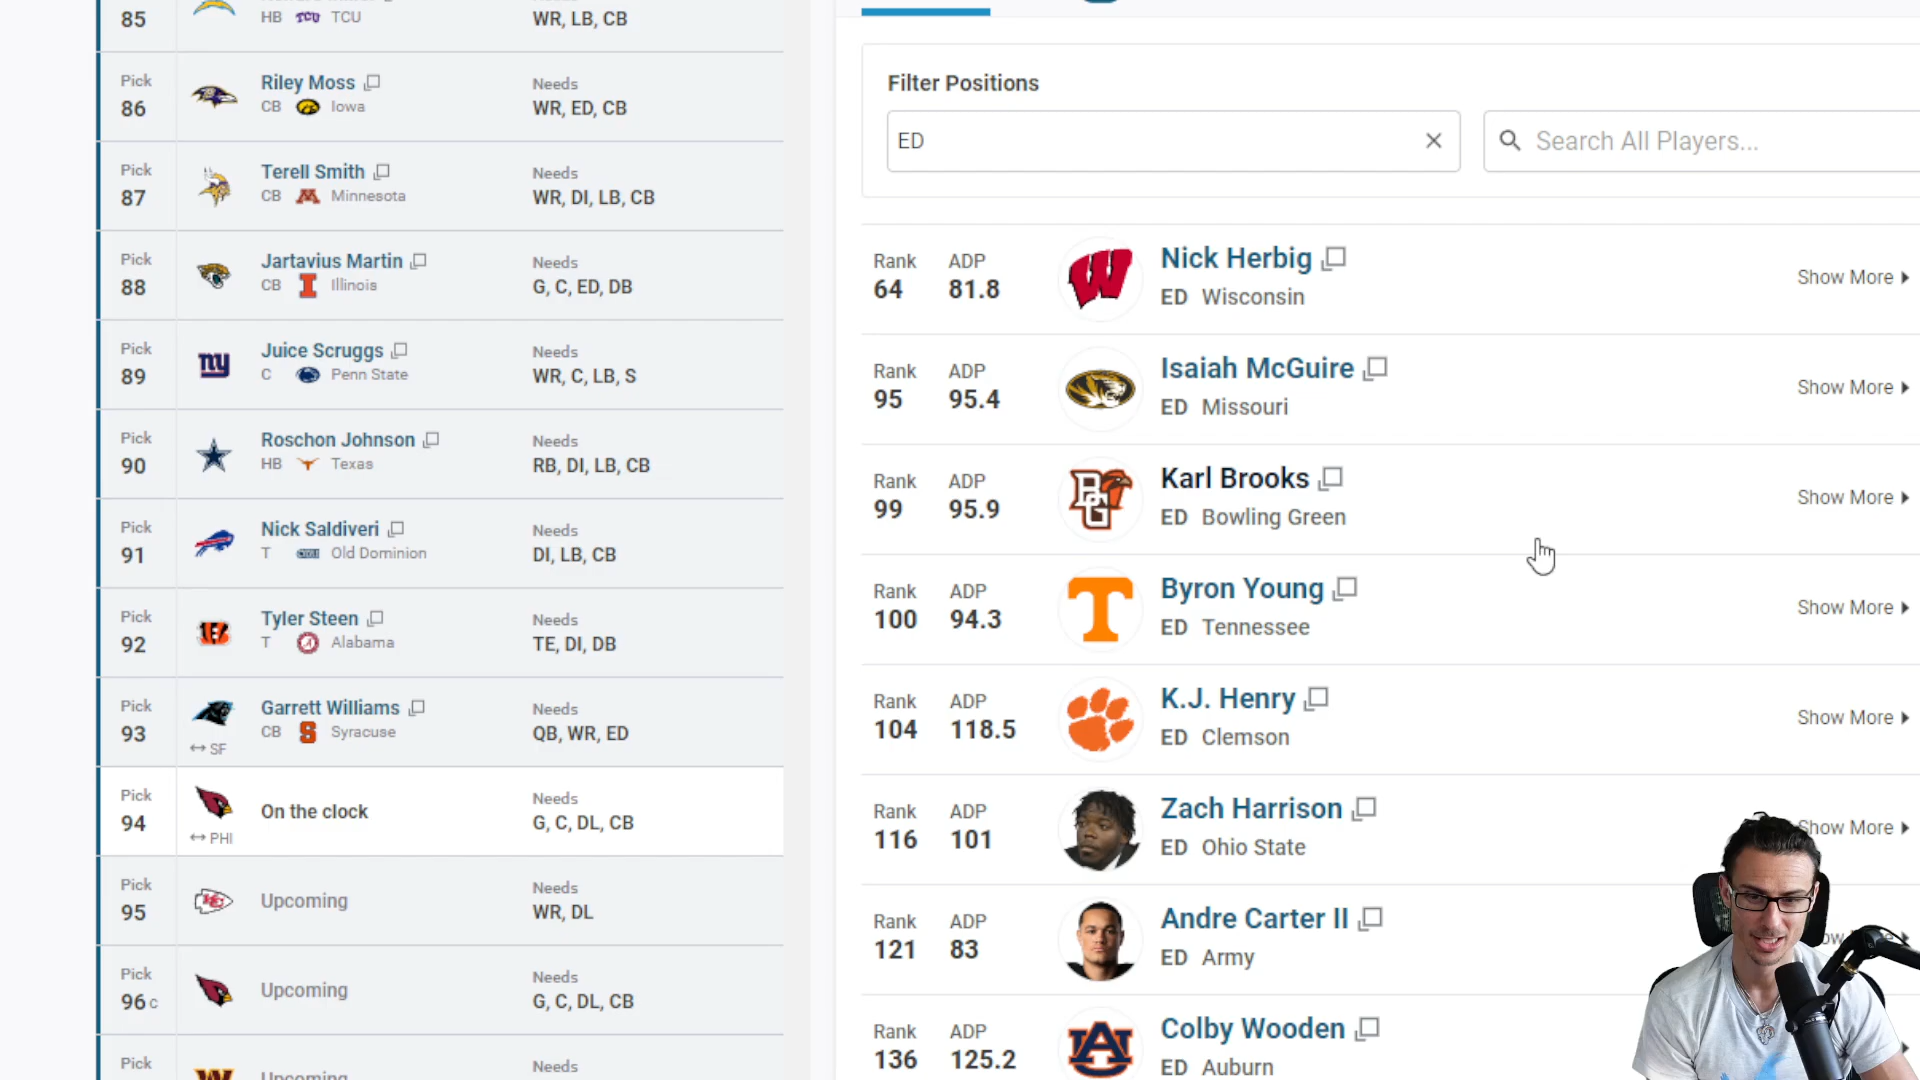 85
HB TCU TCU
WR, LB, CB
Pick
86
Riley Moss
CB Iowa
Needs
WR, ED, CB
Pick
87
Terell Smith
CB Minnesota
Needs
WR, DI, LB, CB
Pick
88
Jartavius Martin
CB Illinois
Needs
G, C, ED, DB
Pick
89
ny
Juice Scruggs
C Penn State
Needs
WR, C, LB, S
Pick
90
Roschon Johnson
HB Texas
Needs
RB, DI, LB, CB
Pick
91
Nick Saldiveri
T Old Dominion
Needs
DI, LB, CB
Pick
92
Tyler Steen
T Alabama
Needs
TE, DI, DB
Pick
93
↔ SF
Garrett Williams
CB Syracuse
Needs
QB, WR, ED
Pick
94
↔ PHI
On the clock
Needs
G, C, DL, CB
Pick
95
Upcoming
Needs
WR, DL
Pick
96 c
Upcoming
Needs
G, C, DL, CB
Pick
Upcoming
Needs
Filter Positions
ED
Search All Players...
Rank ADP
64 81.8
Nick Herbig
ED Wisconsin
Show More
Rank ADP
95 95.4
Isaiah McGuire
ED Missouri
Show More
Rank ADP
99 95.9
Karl Brooks
ED Bowling Green
Show More
Rank ADP
100 94.3
Byron Young
ED Tennessee
Show More
Rank ADP
104 118.5
K.J. Henry
ED Clemson
Show More
Rank ADP
116 101
Zach Harrison
ED Ohio State
Show More
Rank ADP
121 83
Andre Carter II
ED Army
Rank ADP
136 125.2
Colby Wooden
ED Auburn